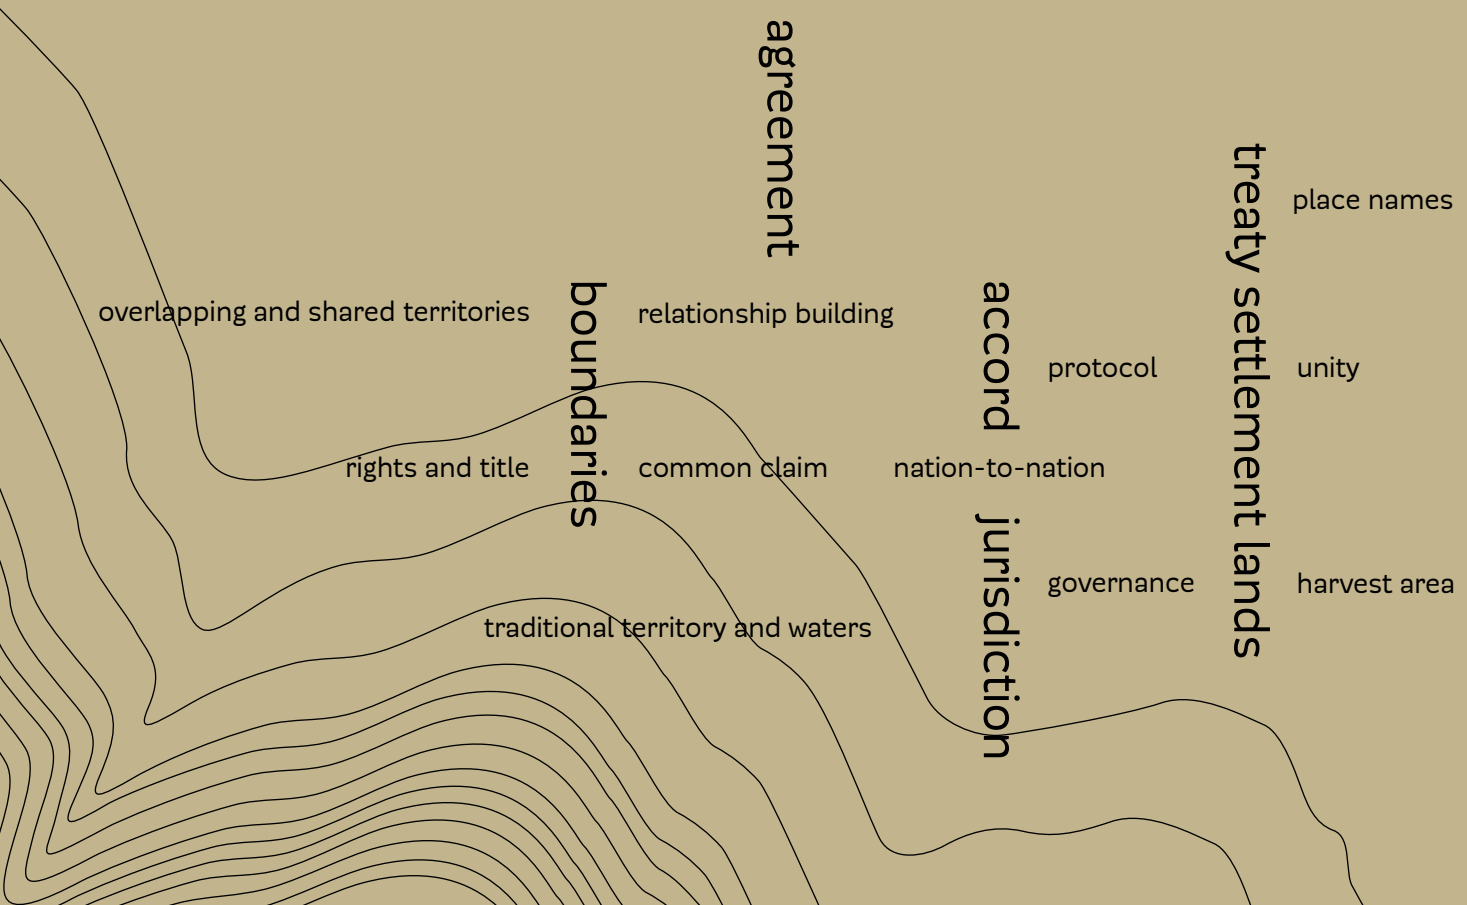 agreement
treaty settlement lands
place names
boundaries
accord
overlapping and shared territories
relationship building
protocol
unity
rights and title
common claim
nation-to-nation
jurisdiction
governance
harvest area
traditional territory and waters